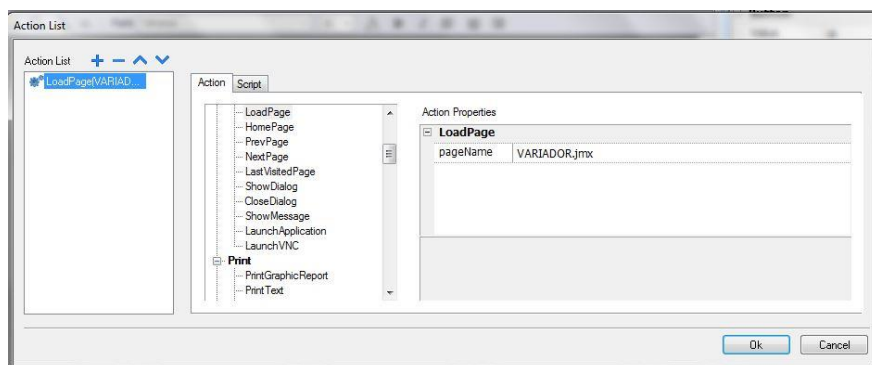 Action List
Action List
LoadPage(VARIAD...
Action
Script
LoadPage
HomePage
PrevPage
NextPage
LastVisitedPage
ShowDialog
CloseDialog
ShowMessage
LaunchApplication
LaunchVNC
Print
PrintGraphicReport
PrintText
Action Properties
LoadPage
pageName VARIADOR.jmx
Ok
Cancel